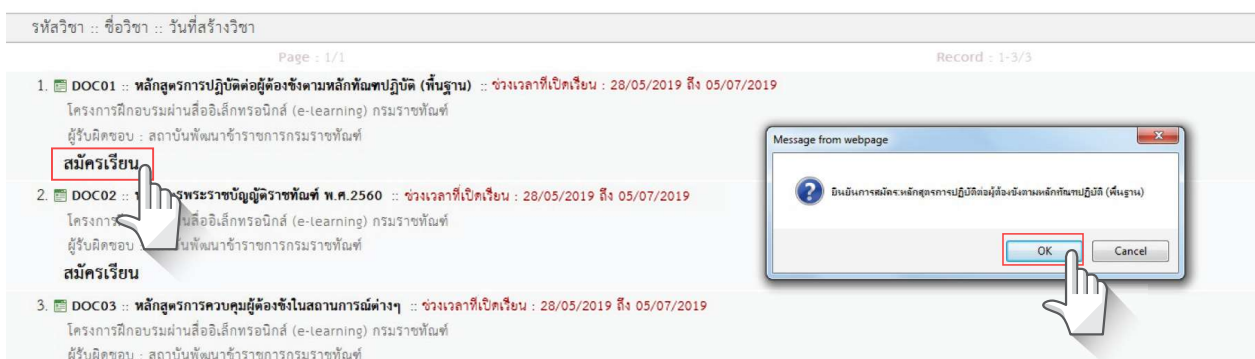 รหัสวิชา :: ชื่อวิชา :: วันที่สร้างวิชา
Page : 1/1 Record : 1-3/3
1. DOC01 :: หลักสูตรการปฏิบัติต่อผู้ต้องขังตามหลักทัณฑปฏิบัติ (พื้นฐาน) :: ช่วงเวลาที่เปิดเรียน : 28/05/2019 ถึง 05/07/2019
โครงการฝึกอบรมผ่านสื่ออิเล็กทรอนิกส์ (e-learning) กรมราชทัณฑ์
ผู้รับผิดชอบ : สถาบันพัฒนาข้าราชการกรมราชทัณฑ์
สมัครเรียน
2. DOC02 :: พระราชบัญญัติราชทัณฑ์ พ.ศ.2560 :: ช่วงเวลาที่เปิดเรียน : 28/05/2019 ถึง 05/07/2019
สื่ออิเล็กทรอนิกส์ (e-learning) กรมราชทัณฑ์
ผู้รับผิดชอบ พัฒนาข้าราชการกรมราชทัณฑ์
สมัครเรียน
3. DOC03 :: หลักสูตรการควบคุมผู้ต้องขังในสถานการณ์ต่างๆ :: ช่วงเวลาที่เปิดเรียน : 28/05/2019 ถึง 05/07/2019
โครงการฝึกอบรมผ่านสื่ออิเล็กทรอนิกส์ (e-learning) กรมราชทัณฑ์
ผู้รับผิดชอบ : สถาบันพัฒนาข้าราชการกรมราชทัณฑ์
Message from webpage
ยืนยันการสมัคร:หลักสูตรการปฏิบัติต่อผู้ต้องขังตามหลักทัณฑปฏิบัติ (พื้นฐาน)
OK Cancel